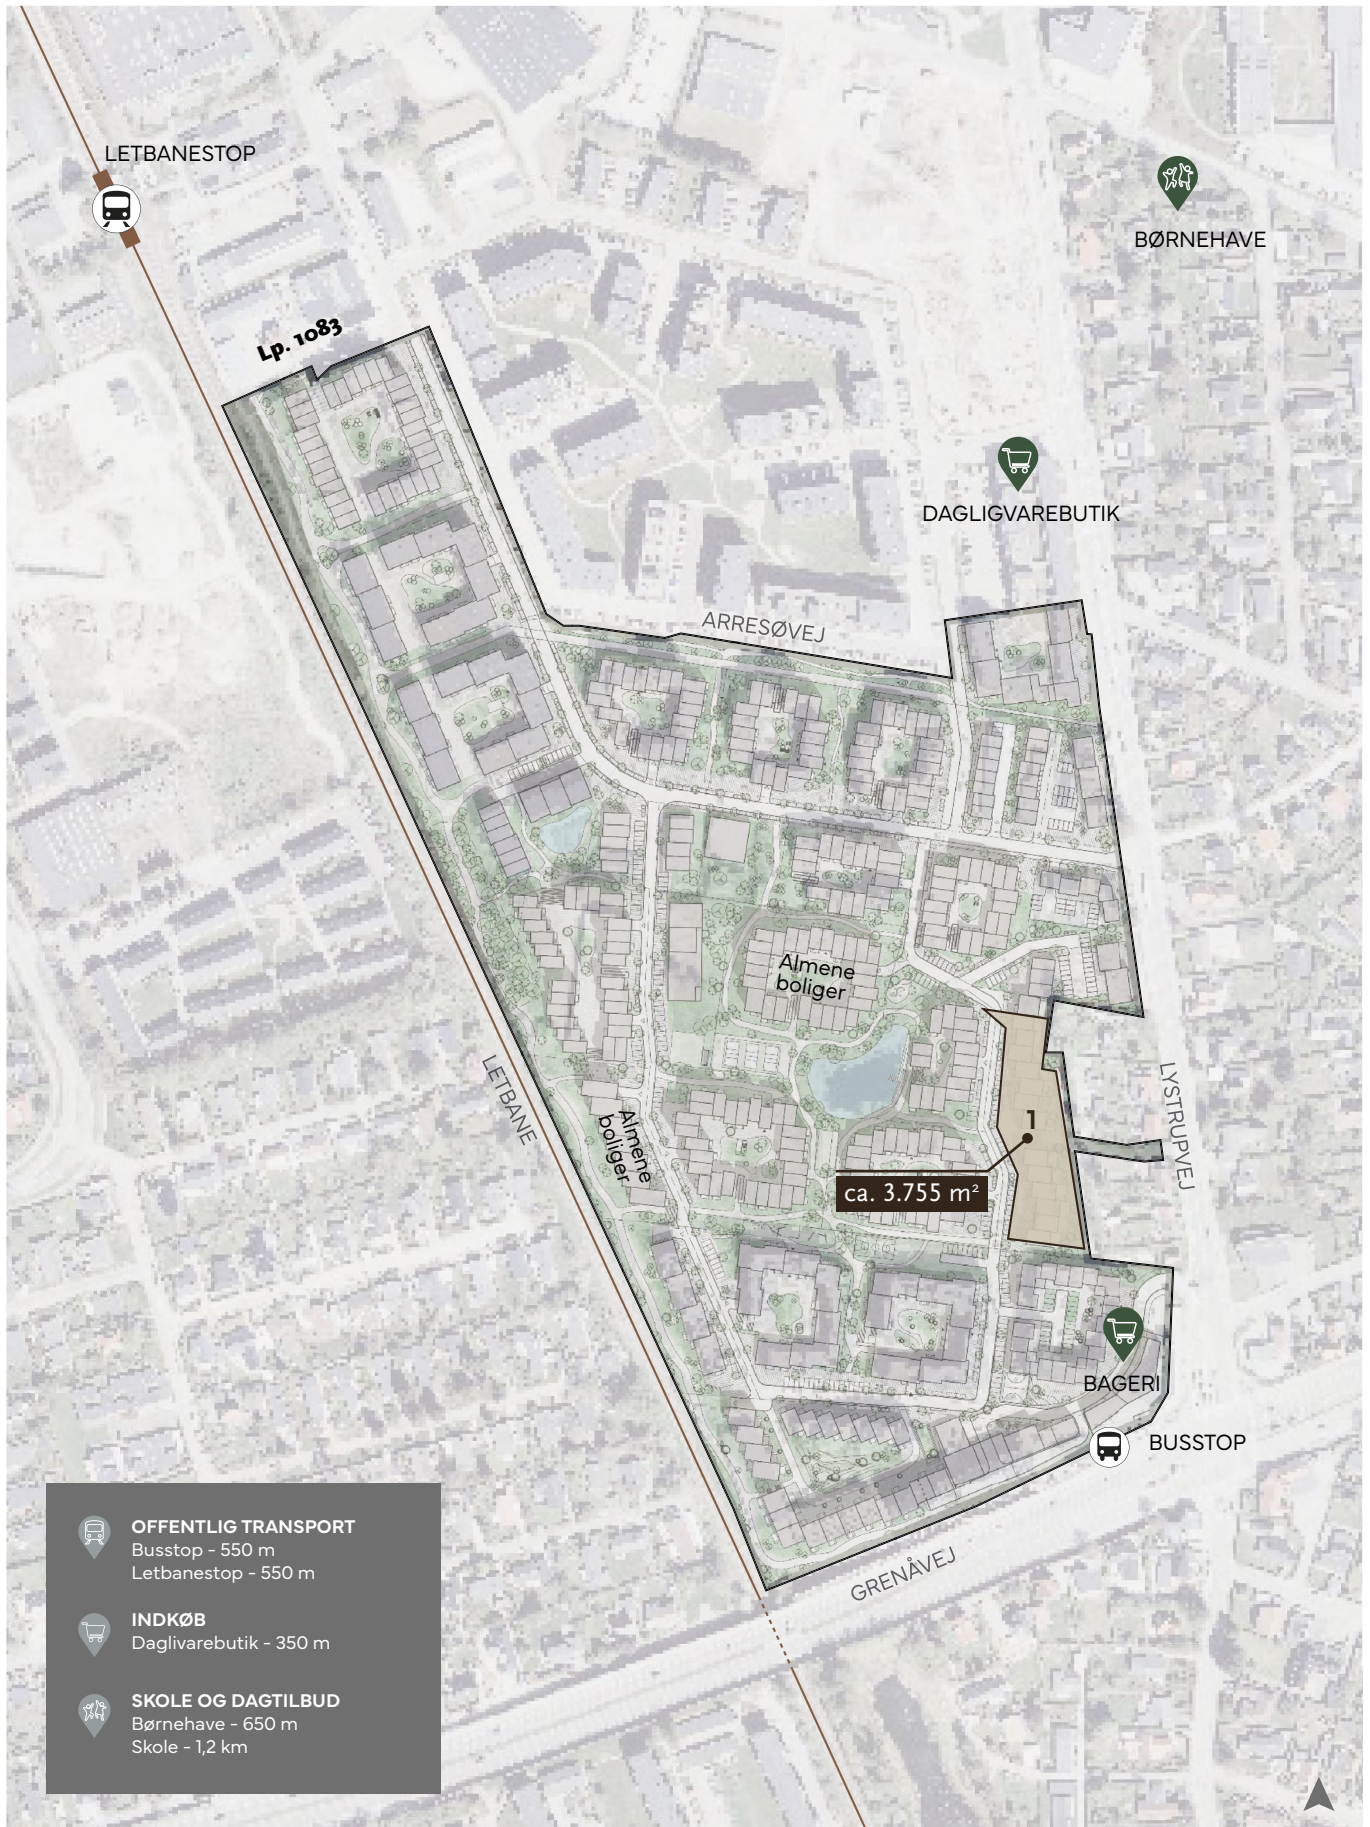 LETBANESTOP
BØRNEHAVE
Lp. 1083
DAGLIGVAREBUTIK
ARRESØVEJ
Almene
boliger
LETBANE
Almene
boliger
LYSTRUPVEJ
1
ca. 3.755 m²
BAGERI
BUSSTOP
GRENÅVEJ
OFFENTLIG TRANSPORT
Busstop - 550 m
Letbanestop - 550 m
INDKØB
Daglivarebutik - 350 m
SKOLE OG DAGTILBUD
Børnehave - 650 m
Skole - 1,2 km